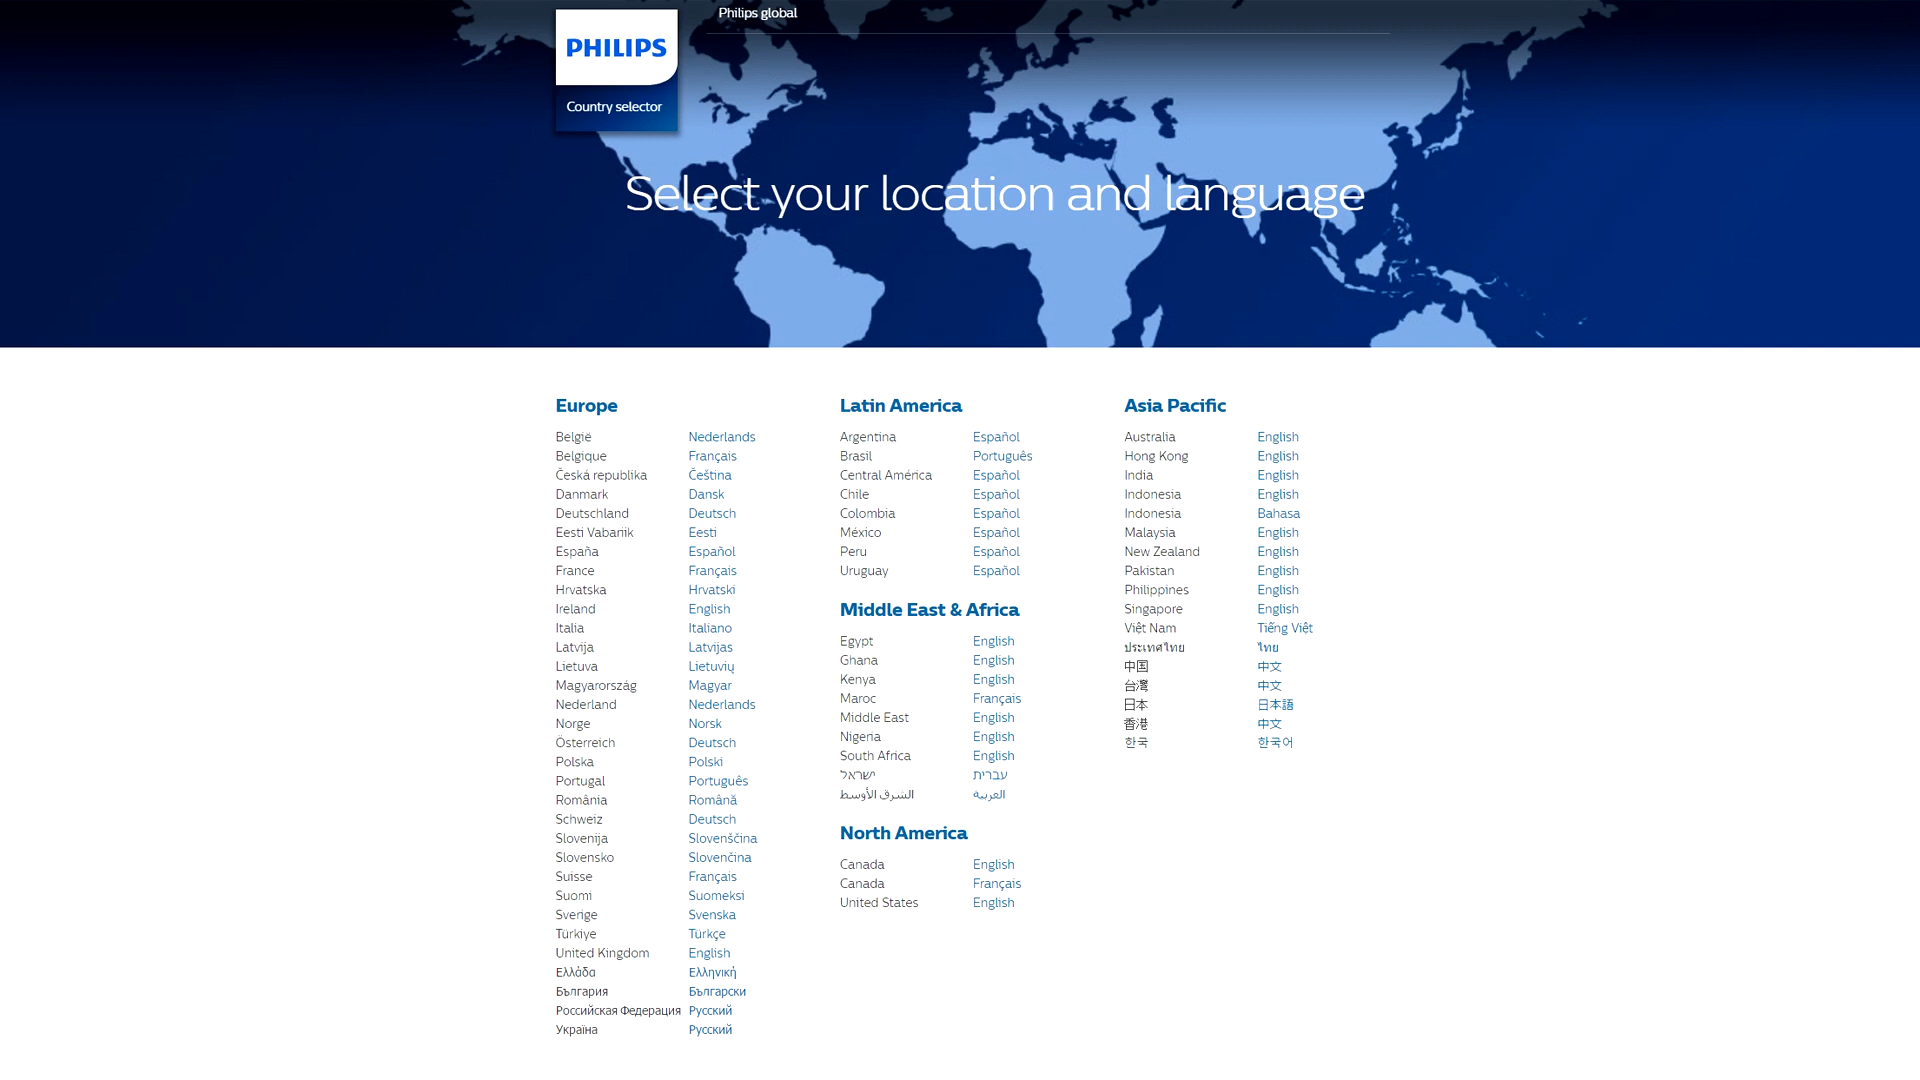 Philips global
PHILIPS
Country selector
Select your location and language
Europe
België Nederlands
Belgique Français
Česká republika Čeština
Danmark Dansk
Deutschland Deutsch
Eesti Vabariik Eesti
España Español
France Français
Hrvatska Hrvatski
Ireland English
Italia Italiano
Latvija Latvijas
Lietuva Lietuvių
Magyarország Magyar
Nederland Nederlands
Norge Norsk
Österreich Deutsch
Polska Polski
Portugal Português
România Română
Schweiz Deutsch
Slovenija Slovenščina
Slovensko Slovenčina
Suisse Français
Suomi Suomeksi
Sverige Svenska
Türkiye Türkçe
United Kingdom English
Ελλάδα Ελληνική
България Български
Российская Федерация Русский
Україна Русский
Latin America
Argentina Español
Brasil Português
Central América Español
Chile Español
Colombia Español
México Español
Peru Español
Uruguay Español
Middle East & Africa
Egypt English
Ghana English
Kenya English
Maroc Français
Middle East English
Nigeria English
South Africa English
ישראל עברית
الشرق الأوسط العربية
North America
Canada English
Canada Français
United States English
Asia Pacific
Australia English
Hong Kong English
India English
Indonesia English
Indonesia Bahasa
Malaysia English
New Zealand English
Pakistan English
Philippines English
Singapore English
Việt Nam Tiếng Việt
ประเทศไทย ไทย
中国 中文
台灣 中文
日本 日本語
香港 中文
한국 한국어